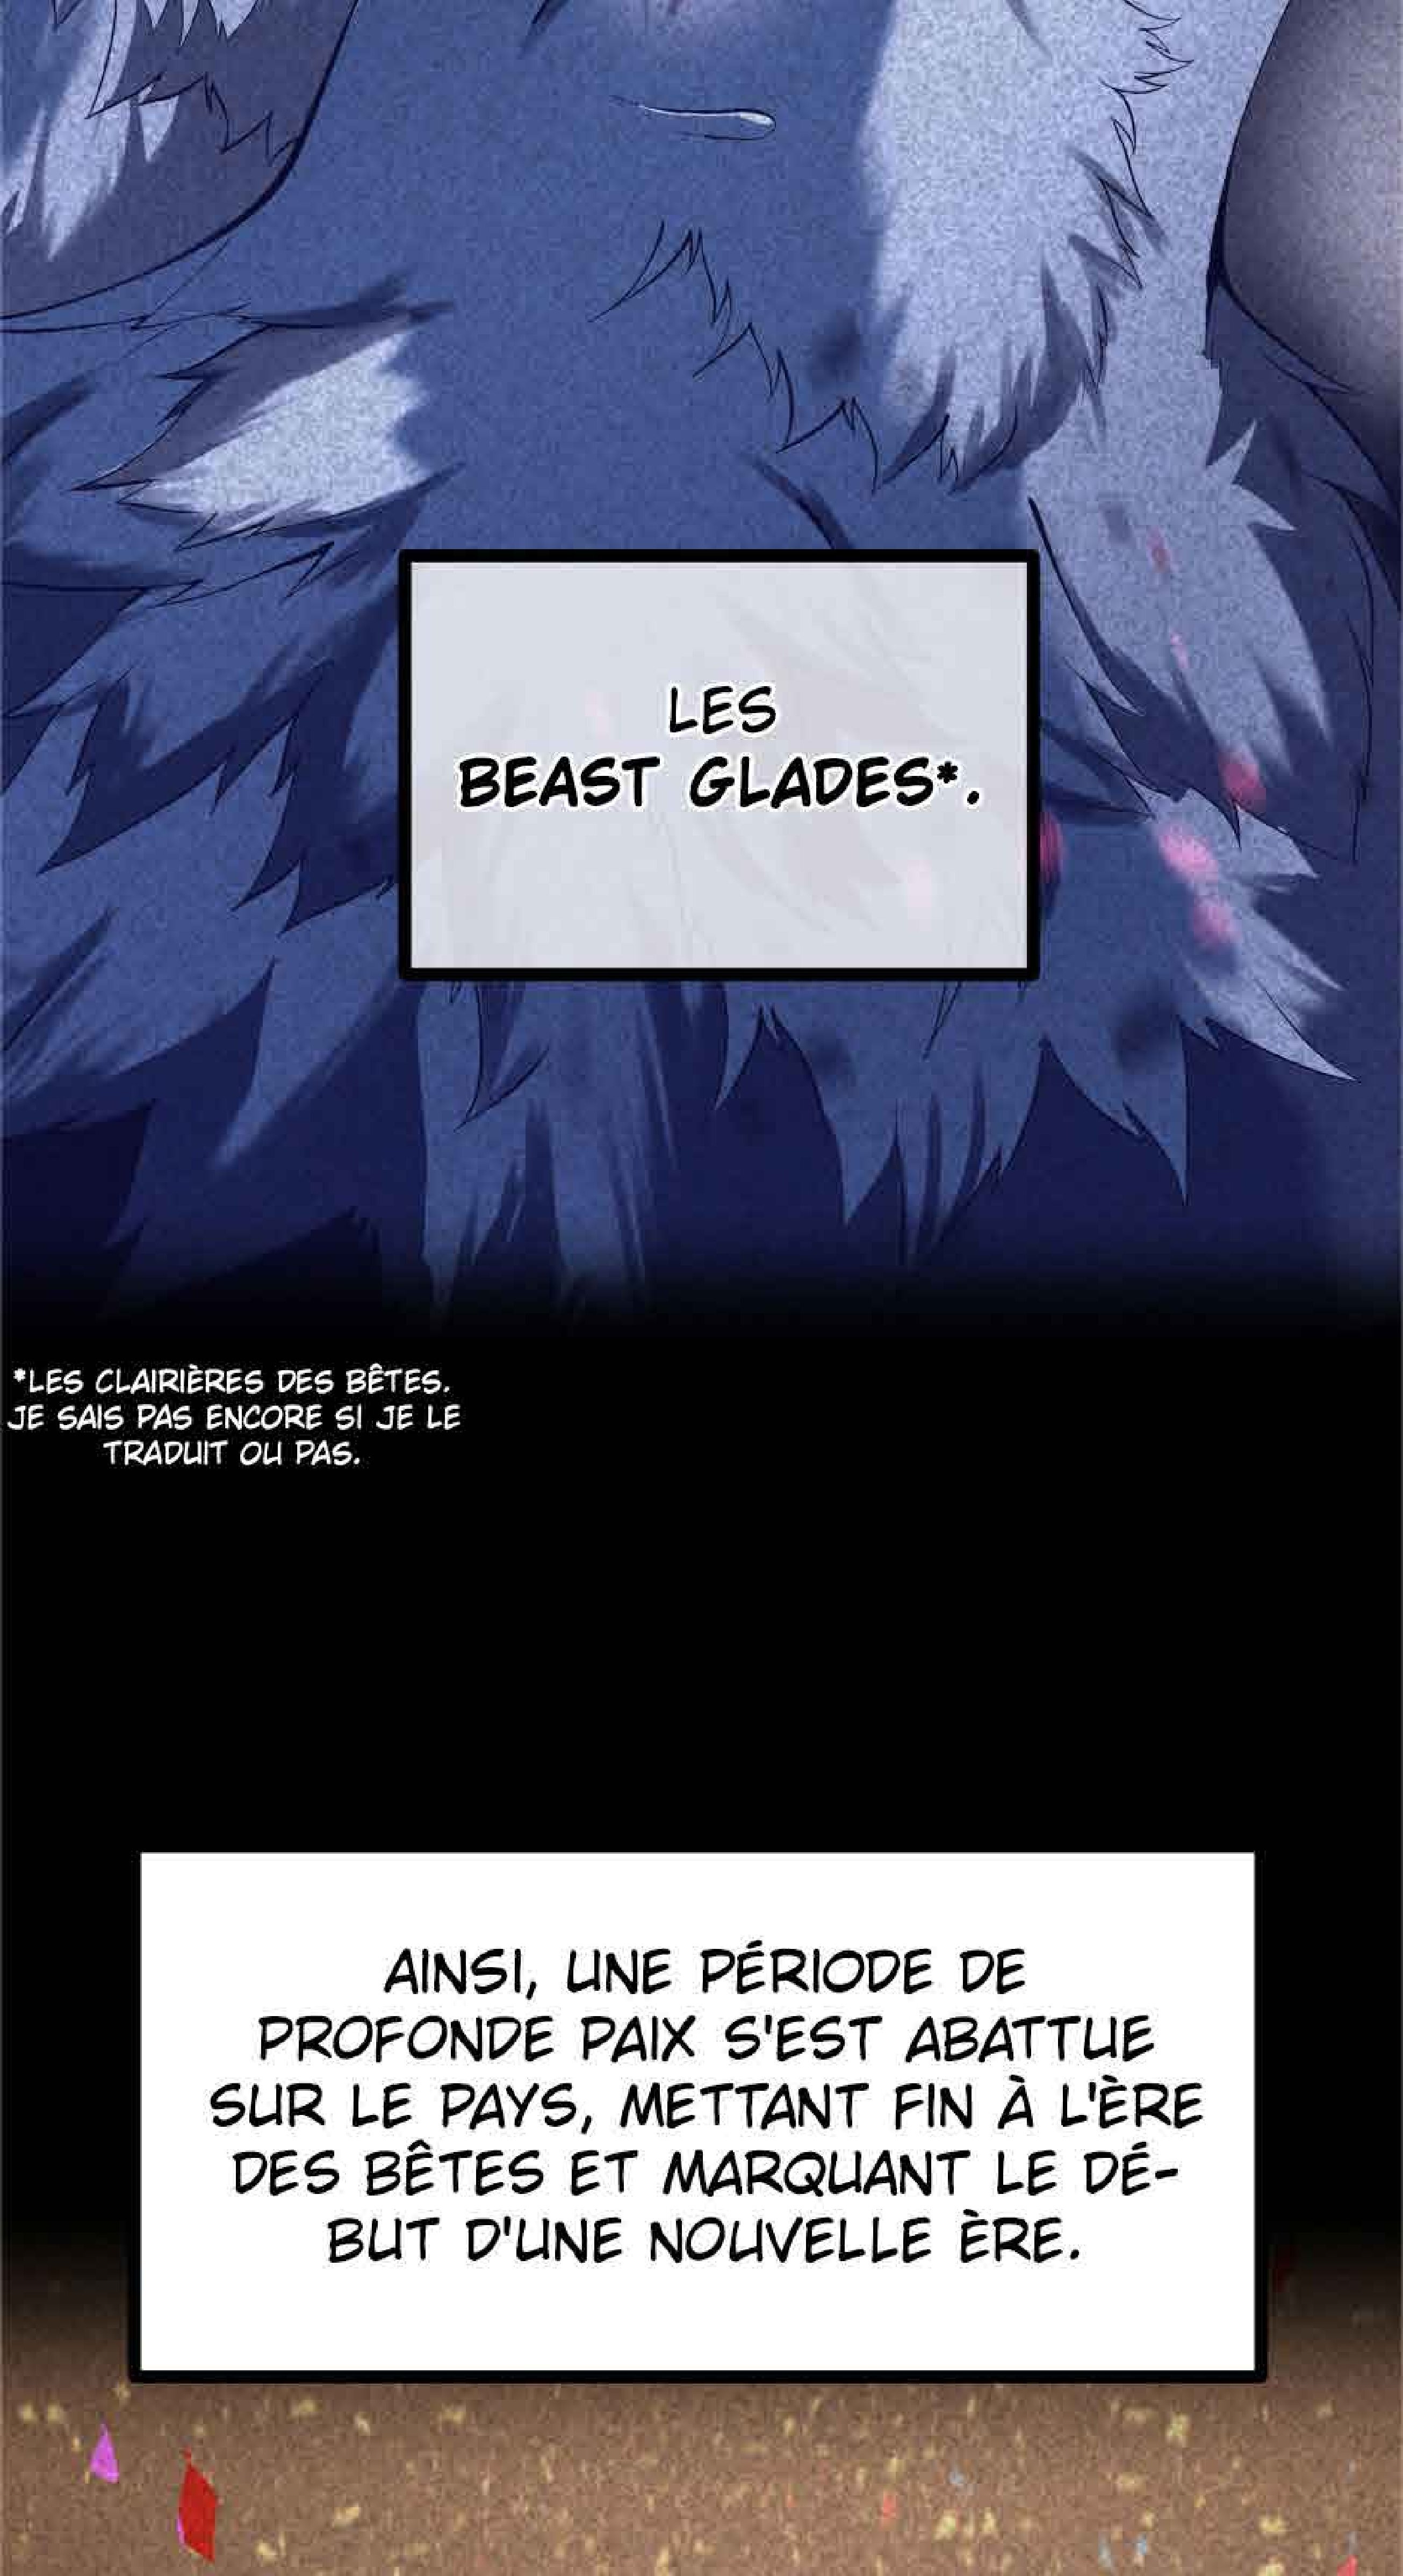 LES
BEAST GLADES*.
*LES CLAIRIÈRES DES BÊTES.
JE SAIS PAS ENCORE SI JE LE
TRADUIT OU PAS.
AINSI, UNE PÉRIODE DE
PROFONDE PAIX S'EST ABATTUE
SUR LE PAYS, METTANT FIN À L'ÈRE
DES BÊTES ET MARQUANT LE DÉ-
BUT D'UNE NOUVELLE ÈRE.